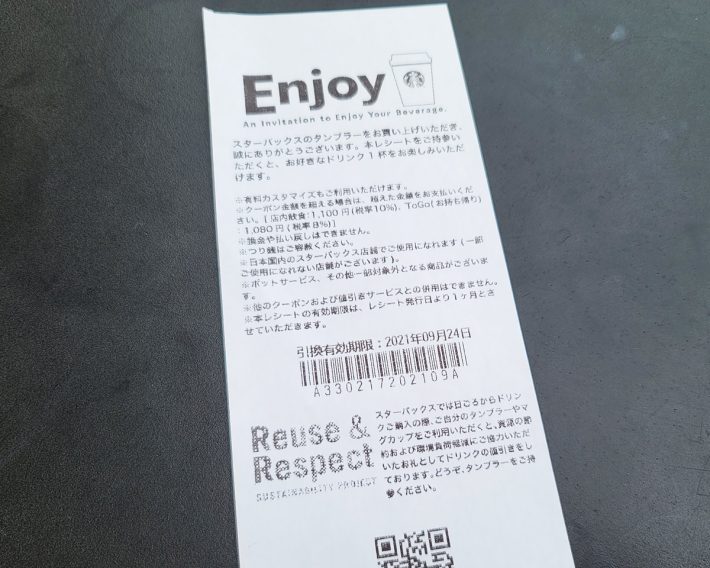 Enjoy
An Invitation to Enjoy Your Beverage.
スターバックスのタンブラーをお買い上げいただき、
誠にありがとうございます。本レシートをご持参い
ただくと、お好きなドリンク1杯をお楽しみいただ
けます。
※有料カスタマイズもご利用いただけます。
※クーポン金額を超える場合は、超えた金額をお支払いくだ
さい。[店内飲食:1,100円(税率10%)、ToGo(お持ち帰り)
:1,080円(税率8%)]
※換金や払い戻しはできません。
※つり銭はご容赦ください。
※日本国内のスターバックス店舗でご使用になれます(一部
ご使用になれない店舗がございます)。
※ポットサービス、その他一部対象外となる商品がございま
す。
※他のクーポンおよび値引きサービスとの併用はできません。
※本レシートの有効期限は、レシート発行日より1ヶ月とさ
せていただきます。
引換有効期限:2021年09月24日
A330217202109A
Reuse &
Respect
SUSTAINABILITY PROJECT
スターバックスでは日ごろからドリン
クご購入の際、ご自分のタンブラーやマ
グカップをご利用いただくと、資源の節
約および環境負荷軽減にご協力いただ
いたお礼としてドリンクの値引きをし
ております。どうぞ、タンブラーをご持
参ください。